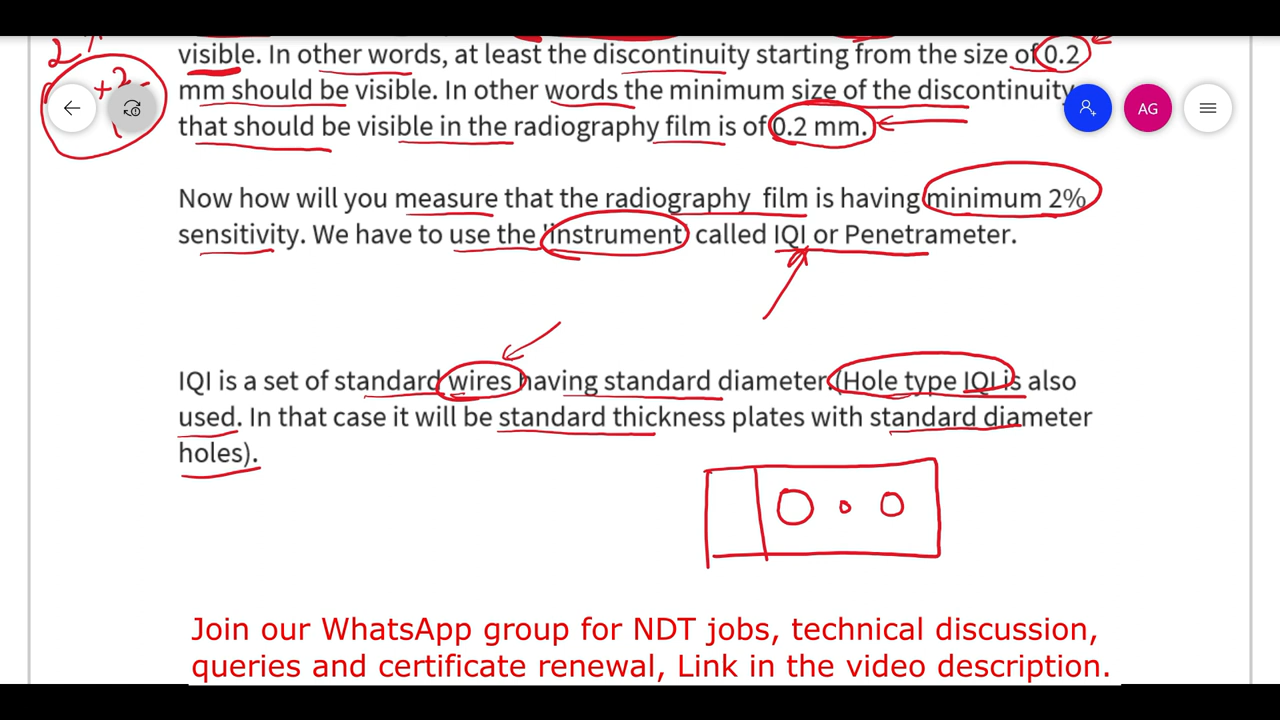 visible. In other words, at least the discontinuity starting from the size of 0.2
mm should be visible. In other words the minimum size of the discontinuity
that should be visible in the radiography film is of 0.2 mm.
Now how will you measure that the radiography film is having minimum 2%
sensitivity. We have to use the 'instrument' called IQI or Penetrameter.
IQI is a set of standard wires having standard diameter.(Hole type IQI is also
used. In that case it will be standard thickness plates with standard diameter
holes).
Join our WhatsApp group for NDT jobs, technical discussion,
queries and certificate renewal, Link in the video description.
AG